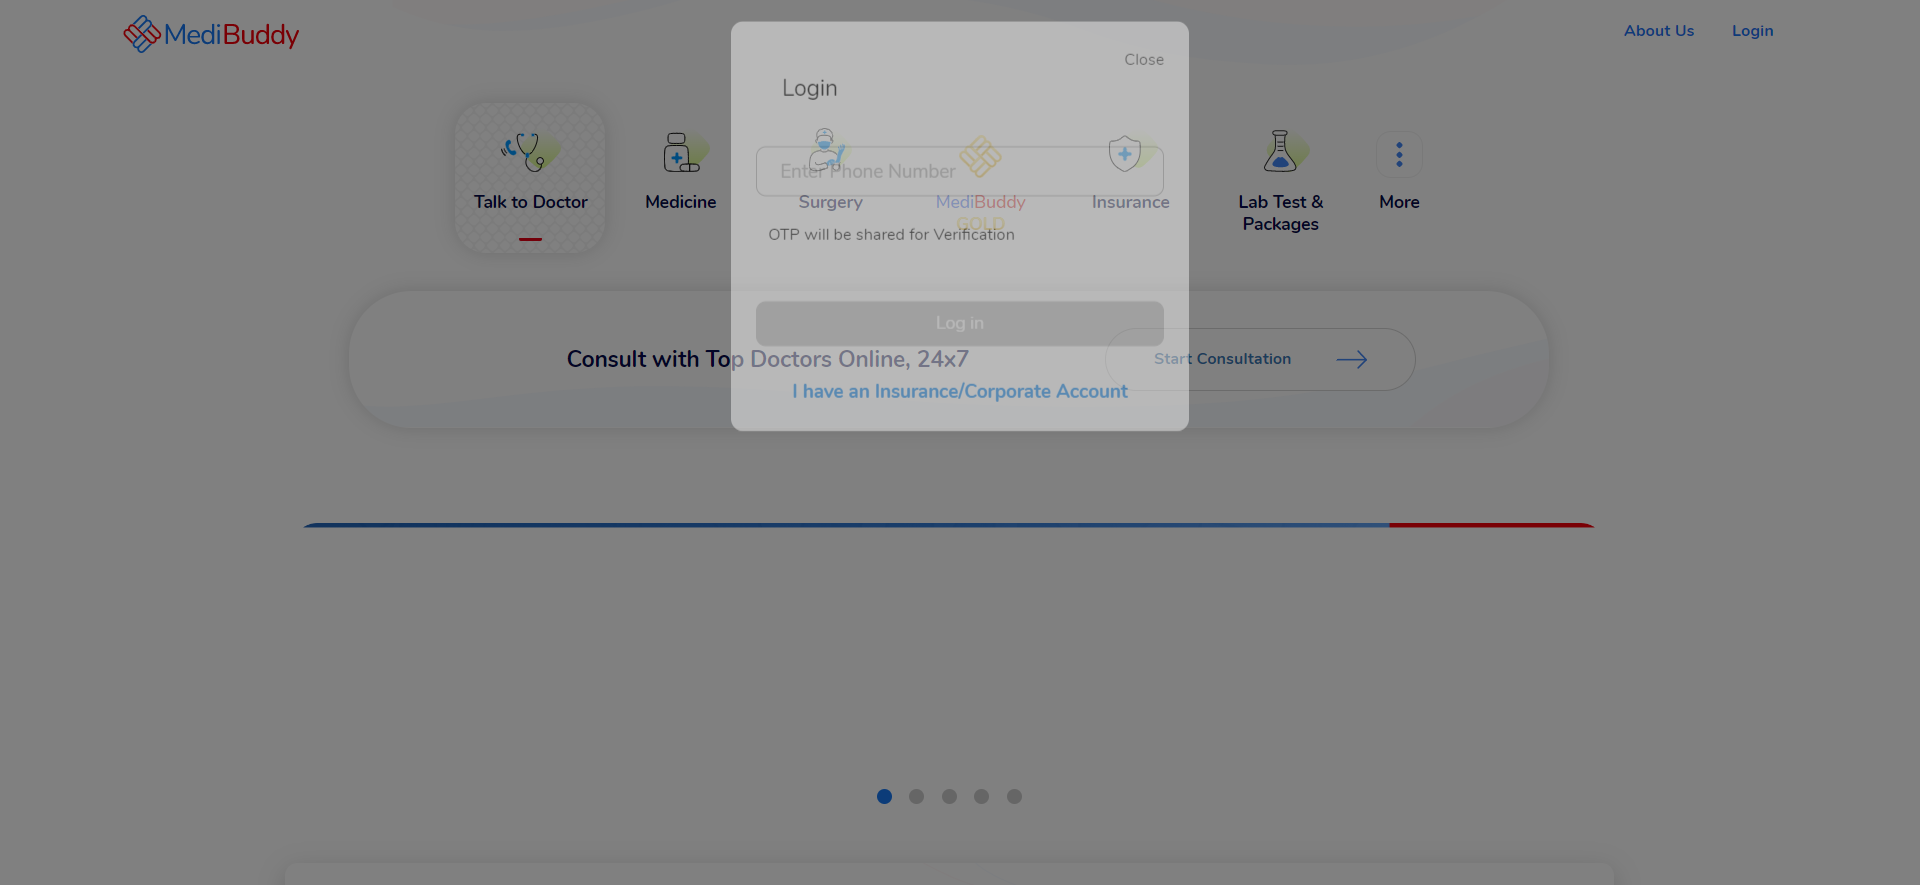 MediBuddy
About Us
Login
Close
Login
Enter Phone Number
Talk to Doctor
Medicine
Surgery
MediBuddy
GOLD
Insurance
Lab Test &
Packages
More
OTP will be shared for Verification
Log in
Consult with Top Doctors Online, 24x7
Start Consultation
I have an Insurance/Corporate Account